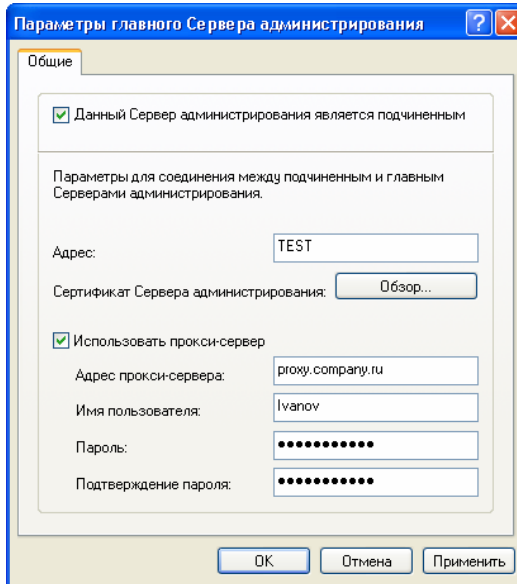 Параметры главного Сервера администрирования
Общие
Данный Сервер администрирования является подчиненным
Параметры для соединения между подчиненным и главным
Серверами администрирования.
Адрес: TEST
Сертификат Сервера администрирования: Обзор...
Использовать прокси-сервер
Адрес прокси-сервера: proxy.company.ru
Имя пользователя: Ivanov
Пароль: •••••••••••
Подтверждение пароля: •••••••••••
OK Отмена Применить